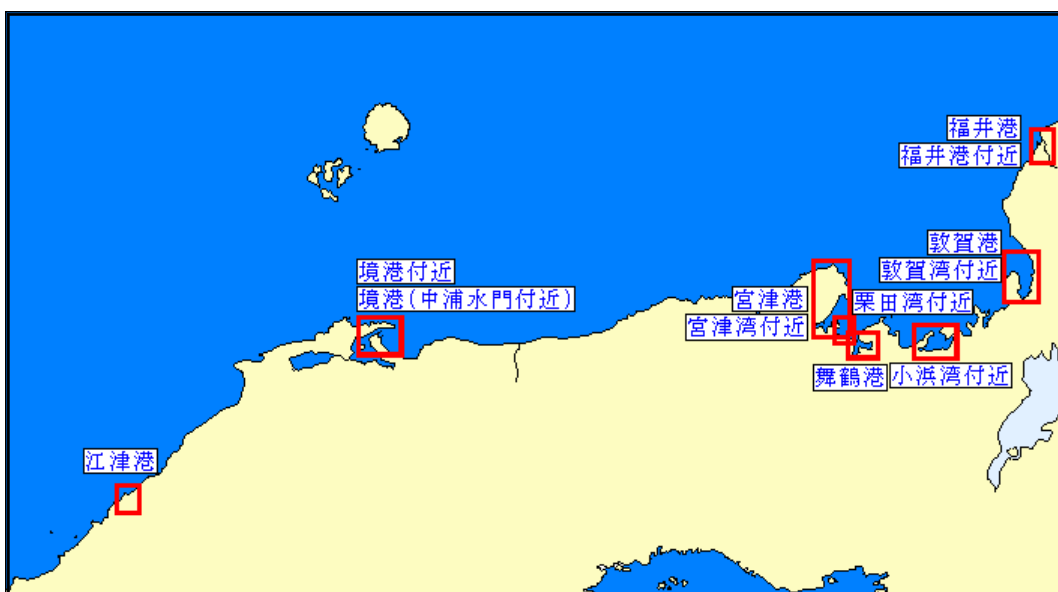 福井港
福井港付近
敦賀港
敦賀湾付近
境港付近
境港(中浦水門付近)
宮津港
宮津湾付近
栗田湾付近
舞鶴港
小浜湾付近
江津港